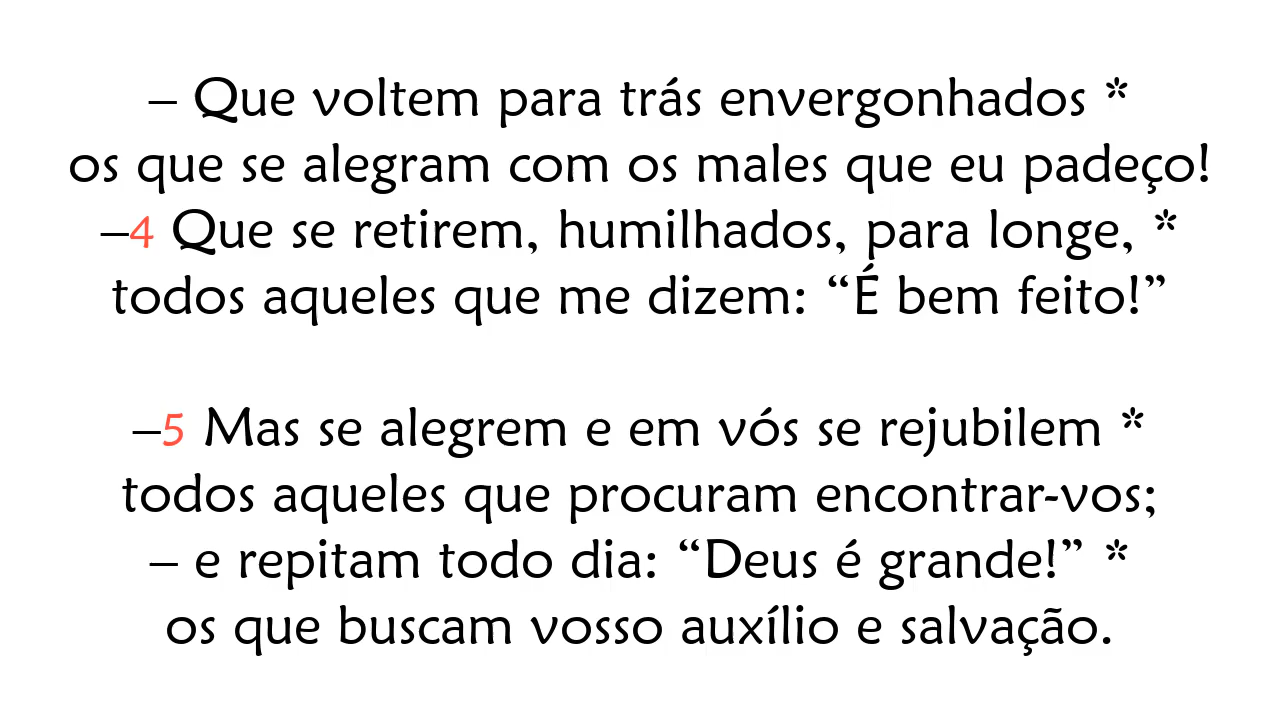 – Que voltem para trás envergonhados *
os que se alegram com os males que eu padeço!
–4 Que se retirem, humilhados, para longe, *
todos aqueles que me dizem: “É bem feito!”
–5 Mas se alegrem e em vós se rejubilem *
todos aqueles que procuram encontrar-vos;
– e repitam todo dia: “Deus é grande!” *
os que buscam vosso auxílio e salvação.